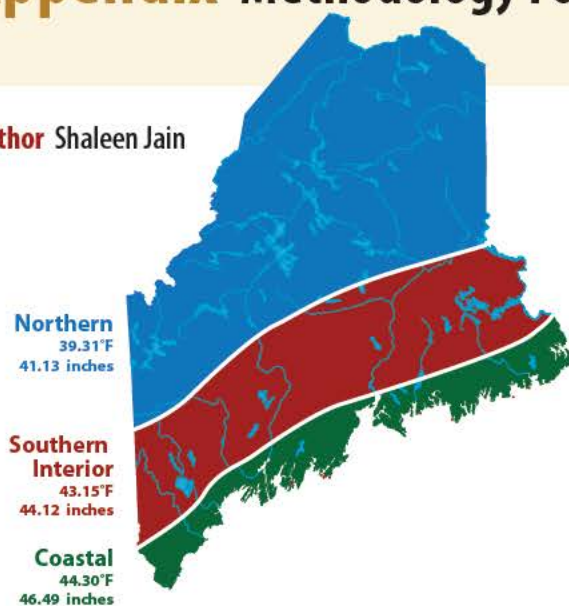 Appendix Methodology
Shaleen Jain
Northern
39.31°F
41.13 inches
Southern
Interior
43.15°F
44.12 inches
Coastal
44.30°F
46.49 inches